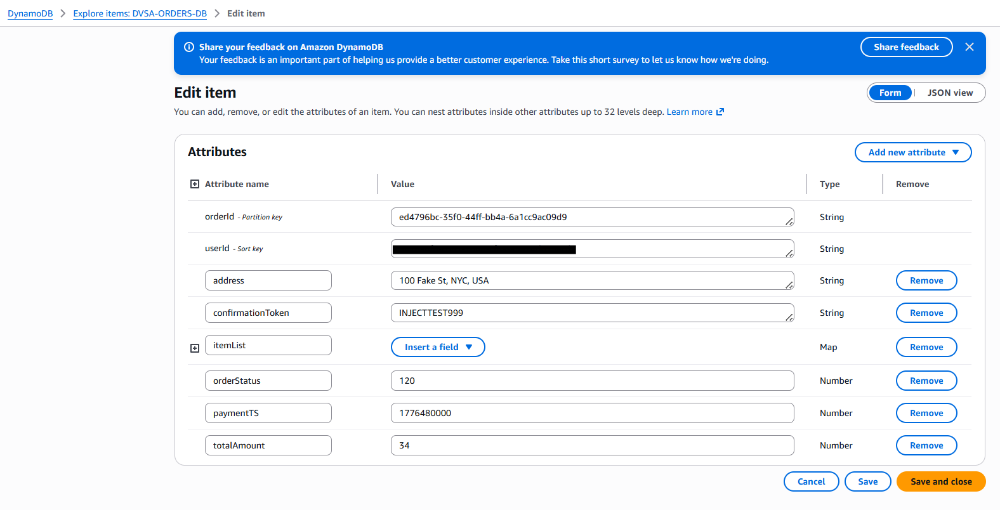 DynamoDB > Explore items: DVSA-ORDERS-DB > Edit item
Share your feedback on Amazon DynamoDB
Your feedback is an important part of helping us provide a better customer experience. Take this short survey to let us know how we're doing.
Share feedback
Edit item
Form JSON view
You can add, remove, or edit the attributes of an item. You can nest attributes inside other attributes up to 32 levels deep. Learn more
Attributes
Add new attribute
Attribute name Value Type Remove
orderId - Partition key ed4796bc-35f0-44ff-bb4a-6a1cc9ac09d9 String
userId - Sort key String
address 100 Fake St, NYC, USA String Remove
confirmationToken INJECTTEST999 String Remove
itemList Insert a field Map Remove
orderStatus 120 Number Remove
paymentTS 1776480000 Number Remove
totalAmount 34 Number Remove
Cancel Save Save and close